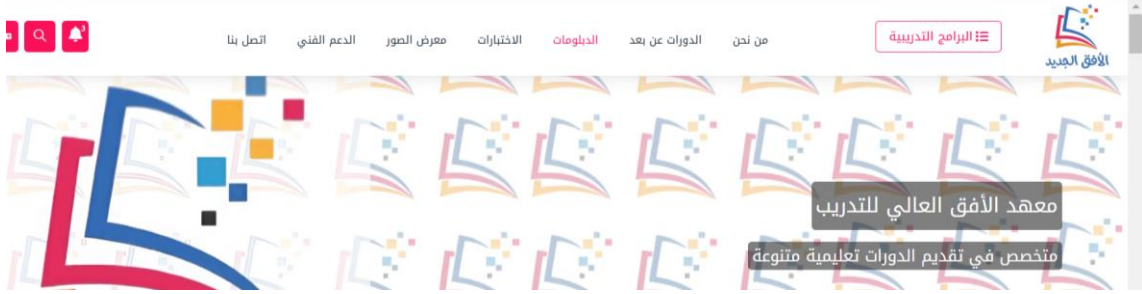 الأفق الجديد
البرامج التدريبية
من نحن
الدورات عن بعد
الدبلومات
الاختبارات
معرض الصور
الدعم الفني
اتصل بنا
3
معهد الأفق العالي للتدريب
متخصص في تقديم الدورات تعليمية متنوعة